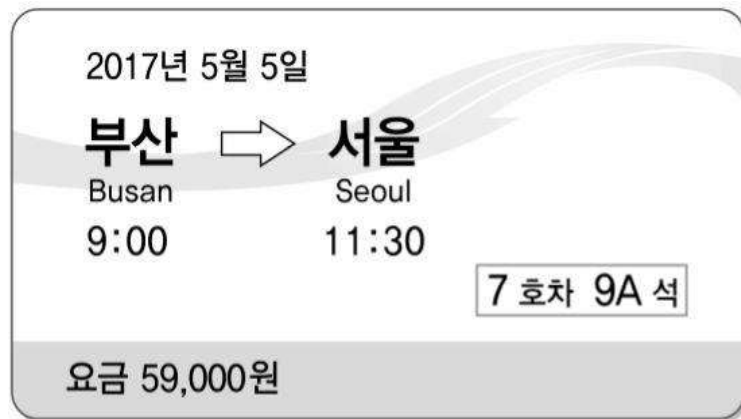 2017년 5월 5일
부산 ⇨ 서울
Busan Seoul
9:00 11:30
7 호차 9A 석
요금 59,000원